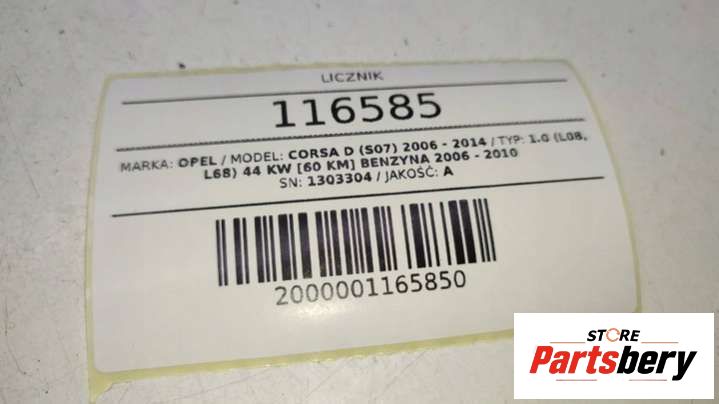 LICZNIK
116585
MARKA: OPEL / MODEL: CORSA D (S07) 2006 - 2014 / TYP: 1.0 (L08,
L68) 44 KW [60 KM] BENZYNA 2006 - 2010
SN: 1303304 / JAKOŚĆ: A
2000001165850
STORE
Partsbery